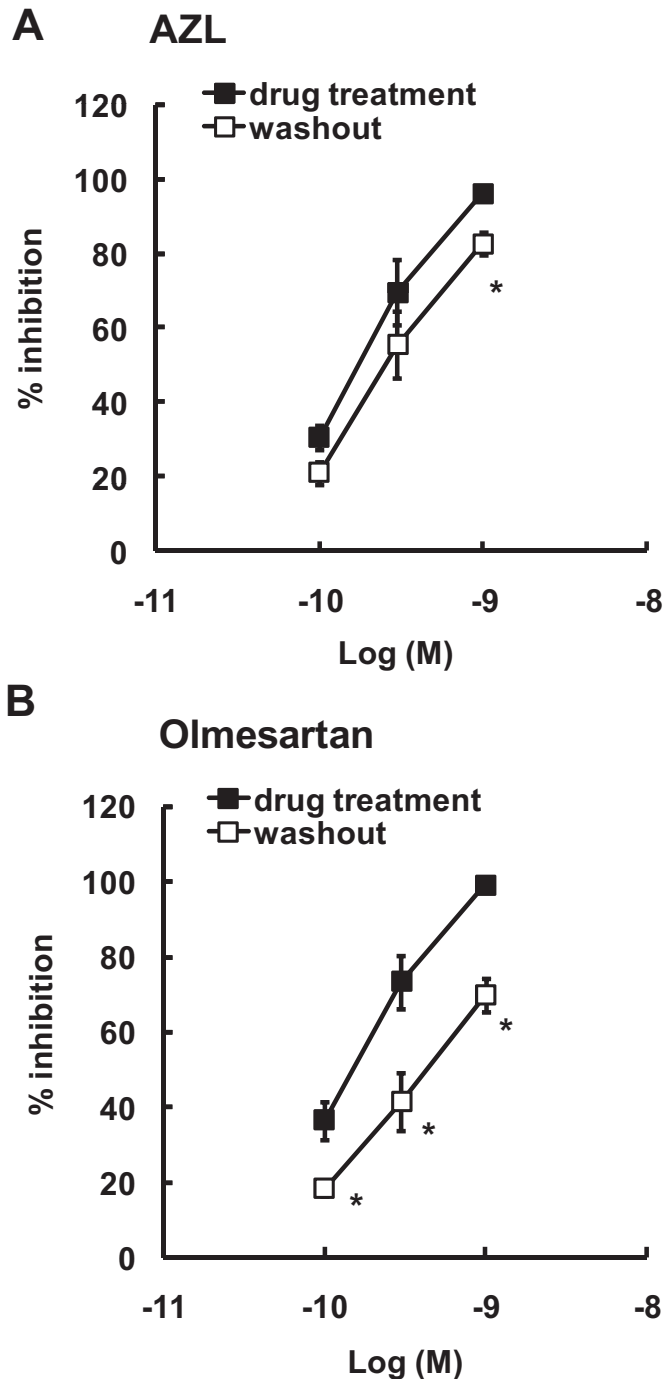 A AZL
drug treatment
washout
120
100
80
60
40
20
0
% inhibition
*
-11 -10 -9 -8
Log (M)
B
Olmesartan
drug treatment
washout
120
100
80
60
40
20
0
% inhibition
*
*
*
-11 -10 -9 -8
Log (M)